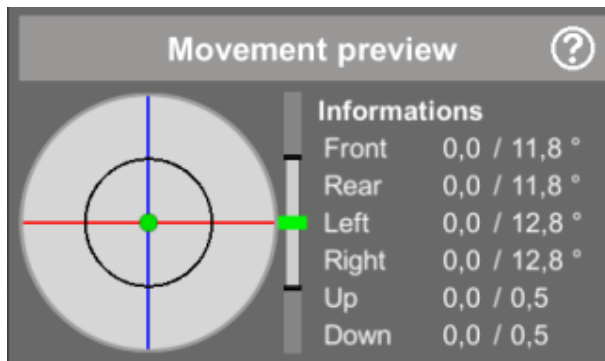 Movement preview ?
Informations
Front 0,0 / 11,8 °
Rear 0,0 / 11,8 °
Left 0,0 / 12,8 °
Right 0,0 / 12,8 °
Up 0,0 / 0,5
Down 0,0 / 0,5